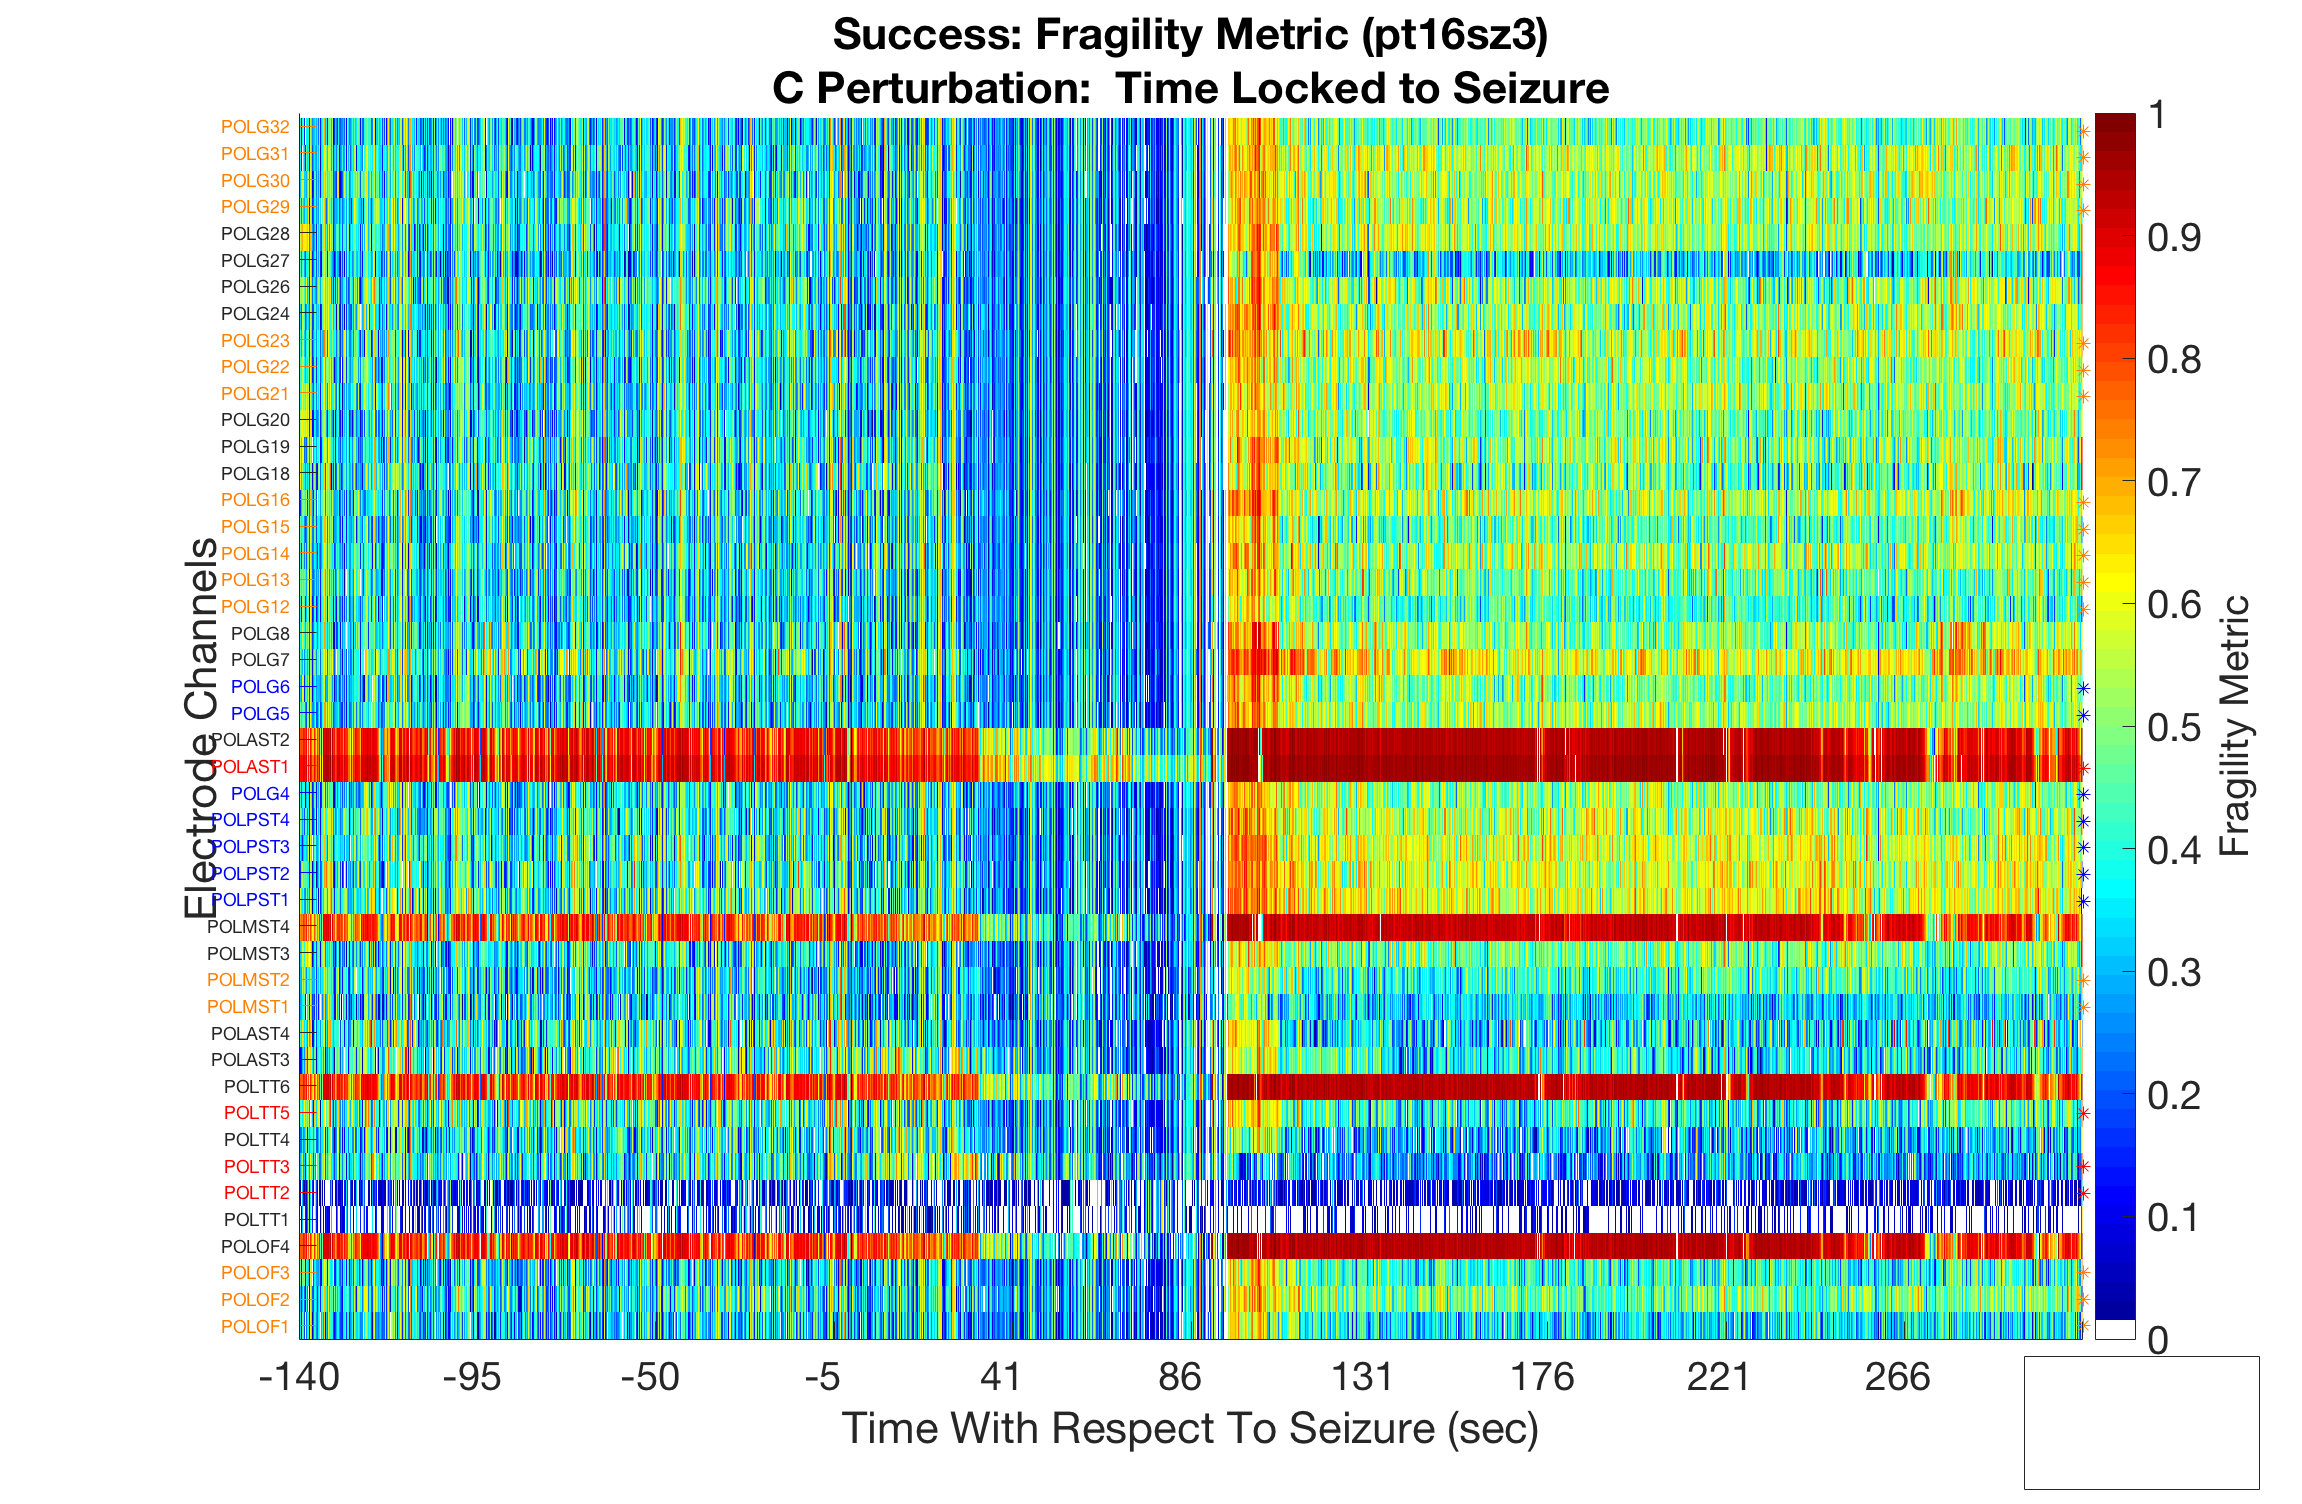 Success: Fragility Metric (pt16sz3)
C Perturbation:  Time Locked to Seizure
Electrode Channels
POLG32
POLG31
POLG30
POLG29
POLG28
POLG27
POLG26
POLG24
POLG23
POLG22
POLG21
POLG20
POLG19
POLG18
POLG16
POLG15
POLG14
POLG13
POLG12
POLG8
POLG7
POLG6
POLG5
POLAST2
POLAST1
POLG4
POLPST4
POLPST3
POLPST2
POLPST1
POLMST4
POLMST3
POLMST2
POLMST1
POLAST4
POLAST3
POLTT6
POLTT5
POLTT4
POLTT3
POLTT2
POLTT1
POLOF4
POLOF3
POLOF2
POLOF1
-140 -95 -50 -5 41 86 131 176 221 266
Time With Respect To Seizure (sec)
1
0.9
0.8
0.7
0.6
0.5
0.4
0.3
0.2
0.1
0
Fragility Metric